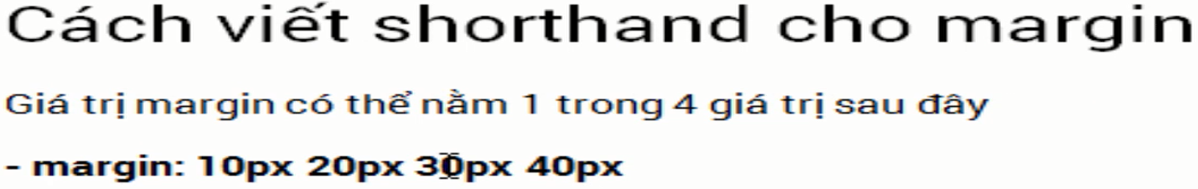 Cách viết shorthand cho margin
Giá trị margin có thể nằm 1 trong 4 giá trị sau đây
- margin: 10px 20px 30px 40px